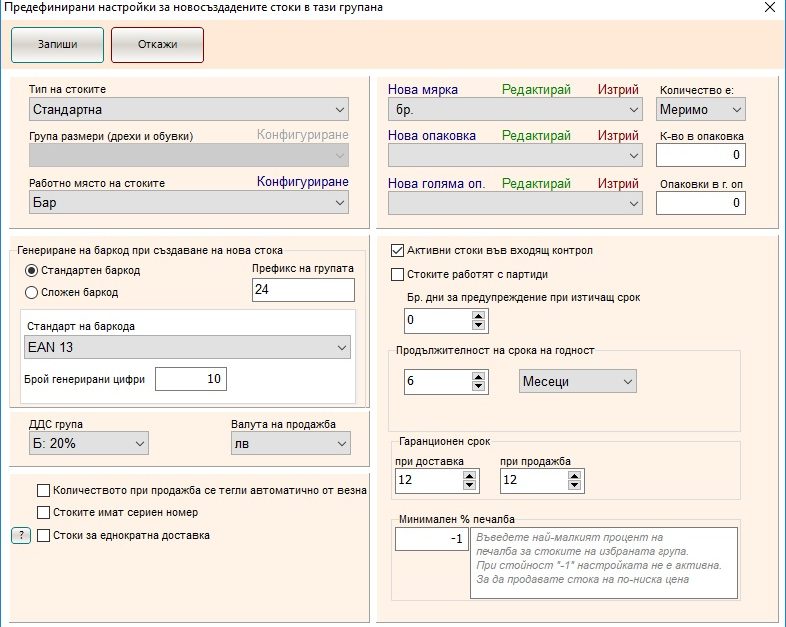 Предефинирани настройки за новосъздадените стоки в тази групана
Запиши
Откажи
Тип на стоките
Стандартна
Група размери (дрехи и обувки) Конфигуриране
Работно място на стоките Конфигуриране
Бар
Нова мярка Редактирай Изтрий Количество е:
бр. Меримо
Нова опаковка Редактирай Изтрий К-во в опаковка
0
Нова голяма оп. Редактирай Изтрий Опаковки в г. оп
0
Генериране на баркод при създаване на нова стока
Стандартен баркод Префикс на групата
Сложен баркод 24
Стандарт на баркода
EAN 13
Брой генерирани цифри 10
ДДС група Валута на продажба
Б: 20% лв
Количеството при продажба се тегли автоматично от везна
Стоките имат сериен номер
? Стоки за еднократна доставка
Активни стоки във входящ контрол
Стоките работят с партиди
Бр. дни за предупреждение при изтичащ срок
0
Продължителност на срока на годност
6 Месеци
Гаранционен срок
при доставка при продажба
12 12
Минимален % печалба
-1
Въведете най-малкият процент на
печалба за стоките на избраната група.
При стойност "-1" настройката не е активна.
За да продавате стока на по-ниска цена